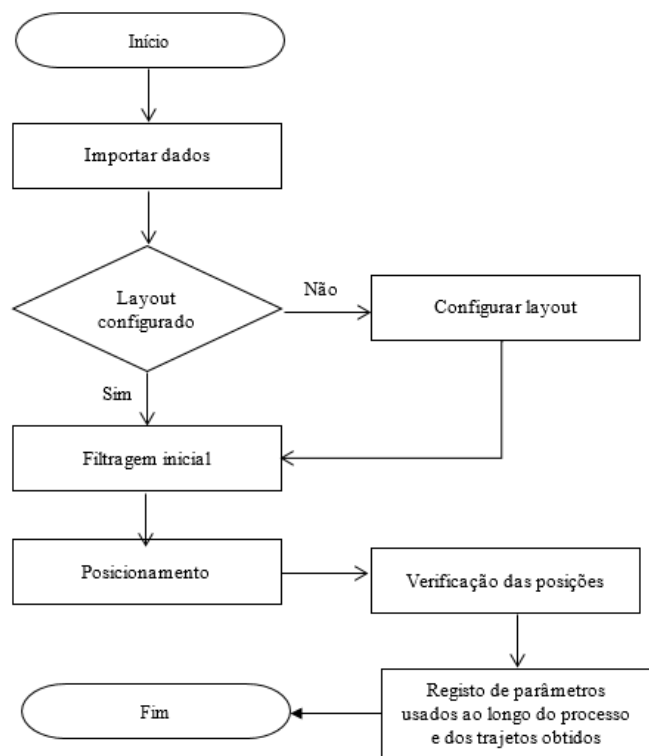 Início
Importar dados
Layout
configurado
Não
Configurar layout
Sim
Filtragem inicial
Posicionamento
Verificação das posições
Registo de parâmetros
usados ao longo do processo
e dos trajetos obtidos
Fim